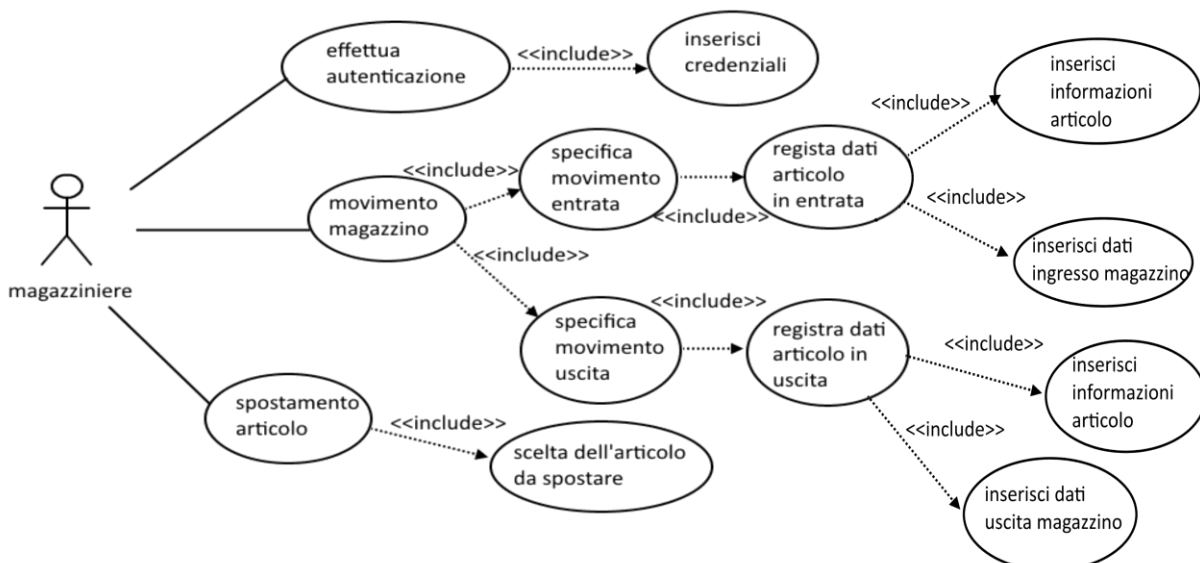 effettua
autenticazione
<<include>>
inserisci
credenziali
inserisci
informazioni
articolo
<<include>>
specifica
movimento
entrata
<<include>>
regista dati
articolo
in entrata
<<include>>
movimento
magazzino
<<include>>
inserisci dati
ingresso magazzino
<<include>>
magazziniere
specifica
movimento
uscita
<<include>>
registra dati
articolo in
uscita
<<include>>
inserisci
informazioni
articolo
spostamento
articolo
<<include>>
scelta dell'articolo
da spostare
<<include>>
inserisci dati
uscita magazzino